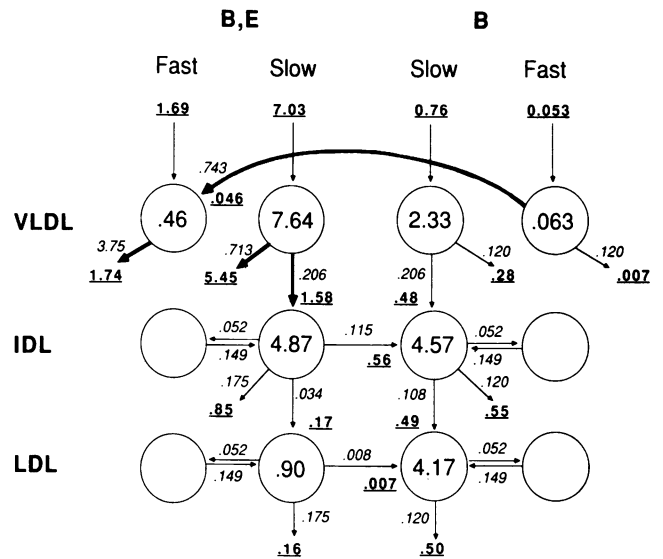 B,E B
Fast Slow Slow Fast
1.69 7.03 0.76 0.053
.743
.046
VLDL .46 7.64 2.33 .063
3.75 .713 .120 .120
1.74 5.45 .206 .206 .28 .007
1.58 .48
.052 .052
IDL 4.87 .115 4.57
.149 .56 .149
.175 .034 .108 .120
.85 .17 .49 .55
.052 .052
LDL .90 .008 4.17
.149 .007 .149
.175 .120
.16 .50